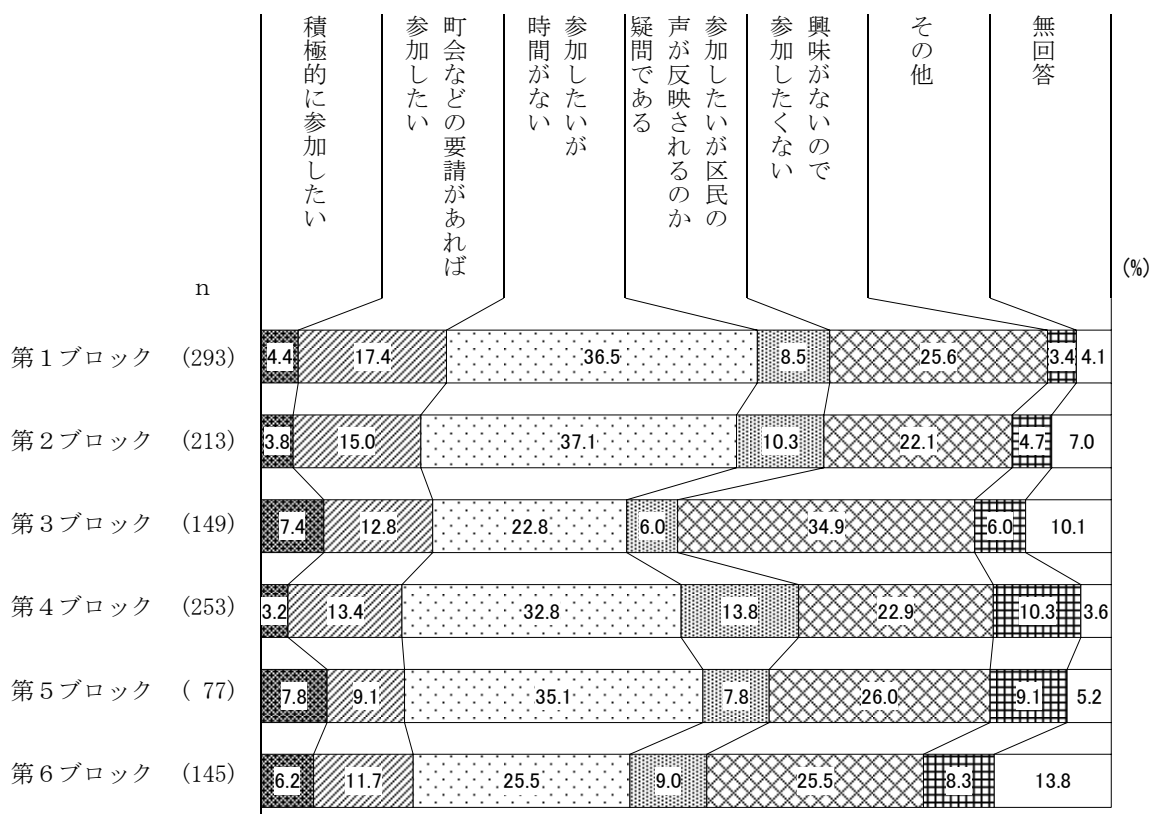 積極的に参加したい
町会などの要請があれば
参加したい
参加したいが
時間がない
参加したいが区民の
声が反映されるのか
疑問である
興味がないので
参加したくない
その他
無回答
(%)
n
第1ブロック (293) 4.4 17.4 36.5 8.5 25.6 3.4 4.1
第2ブロック (213) 3.8 15.0 37.1 10.3 22.1 4.7 7.0
第3ブロック (149) 7.4 12.8 22.8 6.0 34.9 6.0 10.1
第4ブロック (253) 3.2 13.4 32.8 13.8 22.9 10.3 3.6
第5ブロック ( 77) 7.8 9.1 35.1 7.8 26.0 9.1 5.2
第6ブロック (145) 6.2 11.7 25.5 9.0 25.5 8.3 13.8